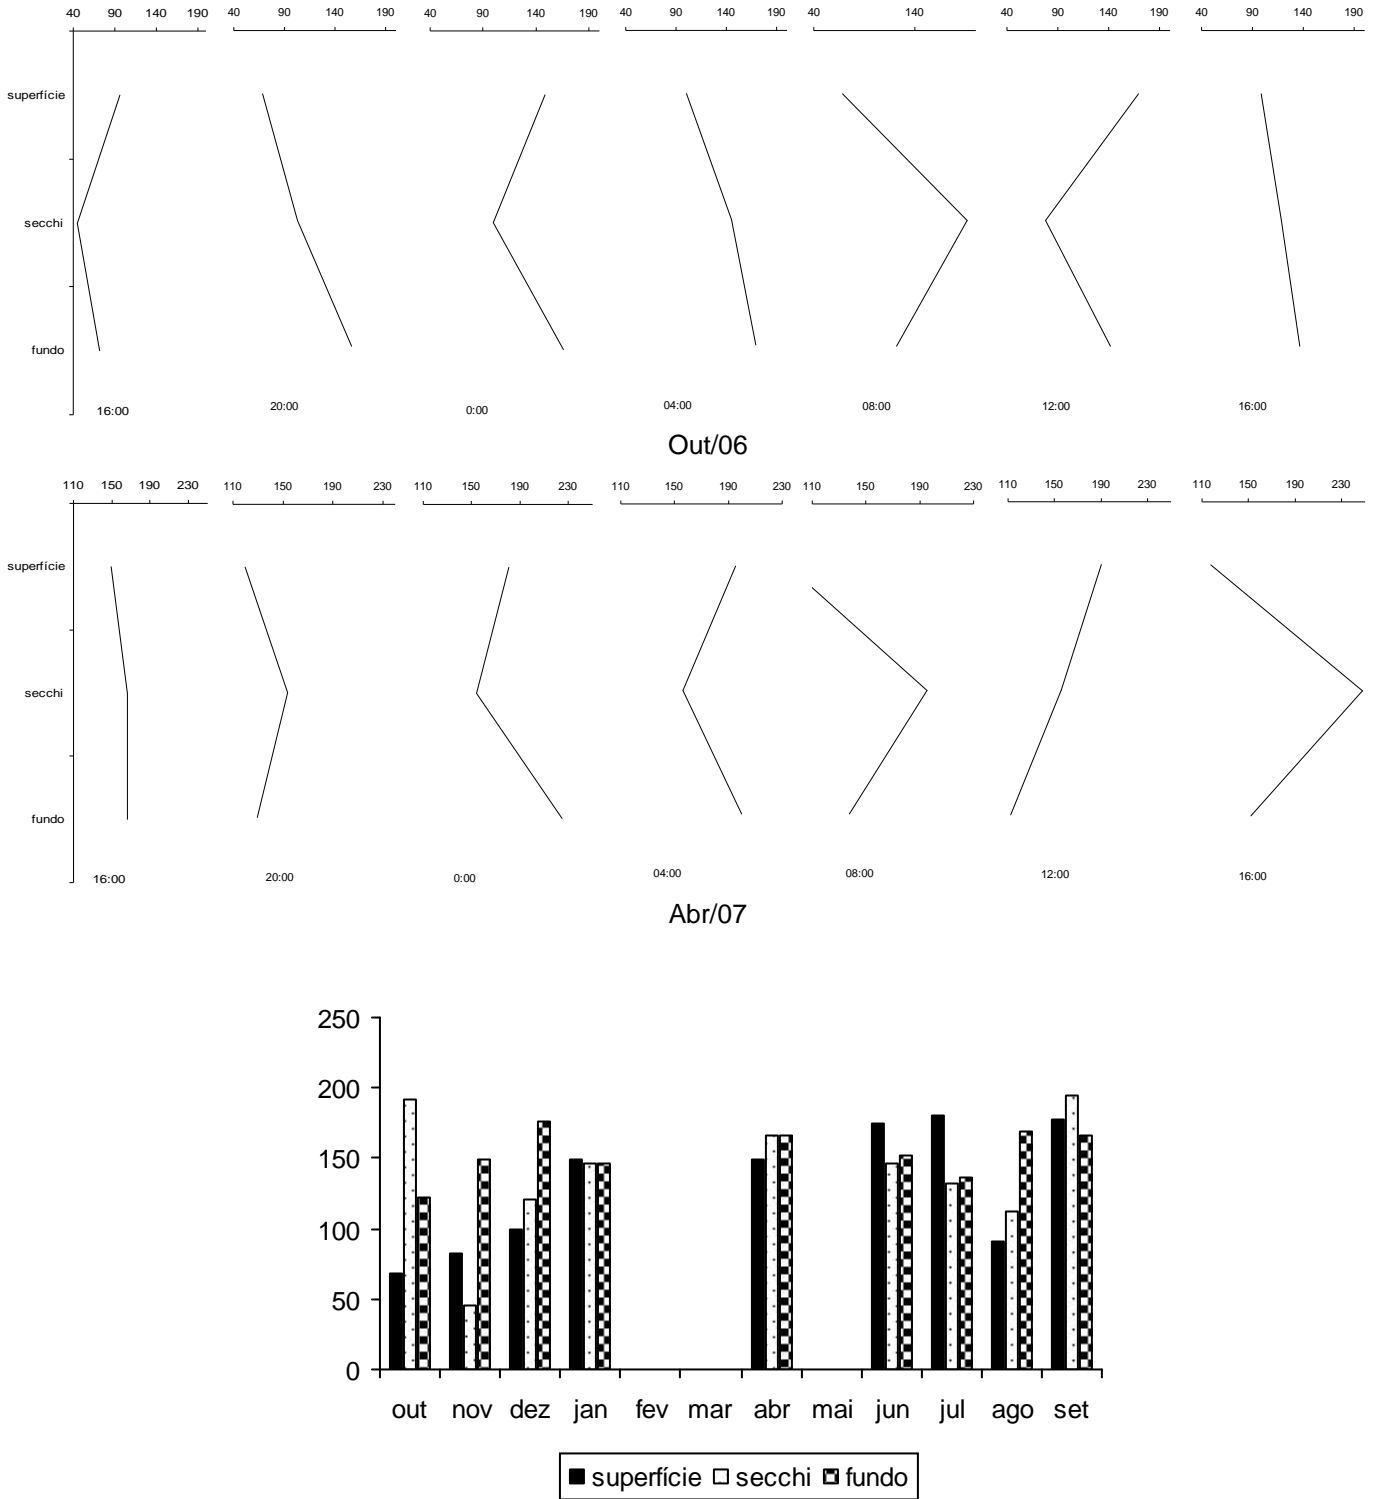 40 90 140 190 40 90 140 190 40 90 140 190 40 90 140 190 40 140 40 90 140 190 40 90 140 190
superfície
secchi
fundo
16:00 20:00 0:00 04:00 08:00 12:00 16:00
Out/06
110 150 190 230 110 150 190 230 110 150 190 230 110 150 190 230 110 150 190 230 110 150 190 230 110 150 190 230
superfície
secchi
fundo
16:00 20:00 0:00 04:00 08:00 12:00 16:00
Abr/07
250
200
150
100
50
0
out nov dez jan fev mar abr mai jun jul ago set
superfície secchi fundo